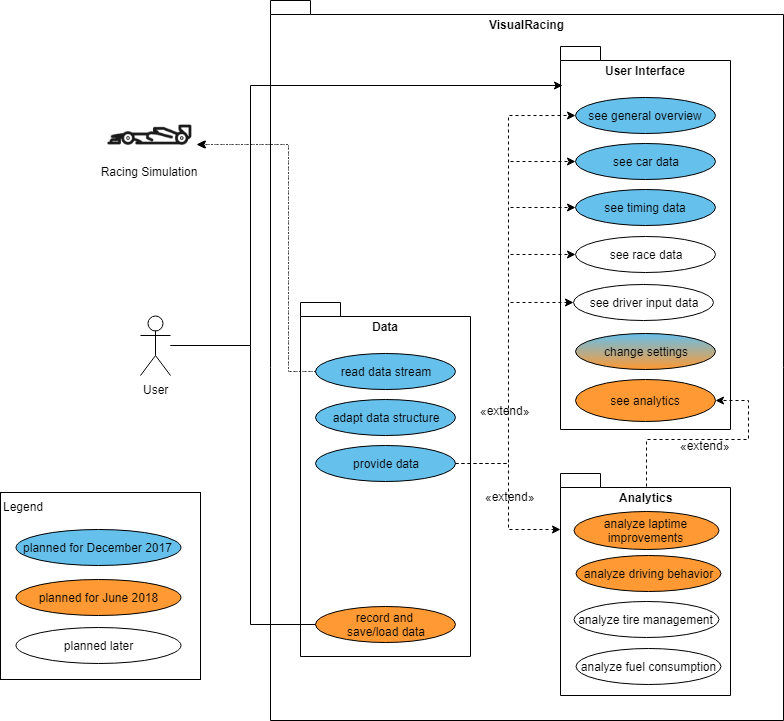 VisualRacing
User Interface
see general overview
see car data
see timing data
see race data
see driver input data
change settings
see analytics
Racing Simulation
User
Data
read data stream
adapt data structure
provide data
record and
save/load data
«extend»
«extend»
«extend»
Analytics
analyze laptime
improvements
analyze driving behavior
analyze tire management
analyze fuel consumption
Legend
planned for December 2017
planned for June 2018
planned later